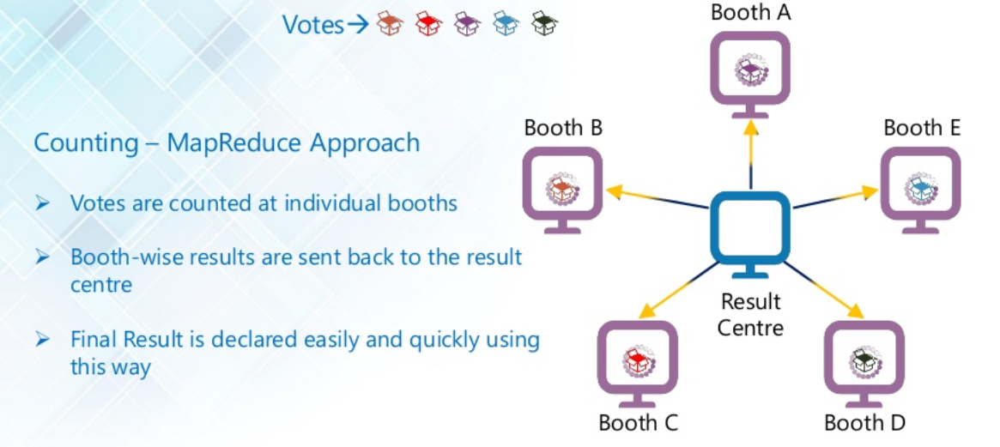 Votes→
Counting – MapReduce Approach
➢ Votes are counted at individual booths
➢ Booth-wise results are sent back to the result
centre
➢ Final Result is declared easily and quickly using
this way
Booth A
Booth B
Booth E
Result
Centre
Booth C
Booth D